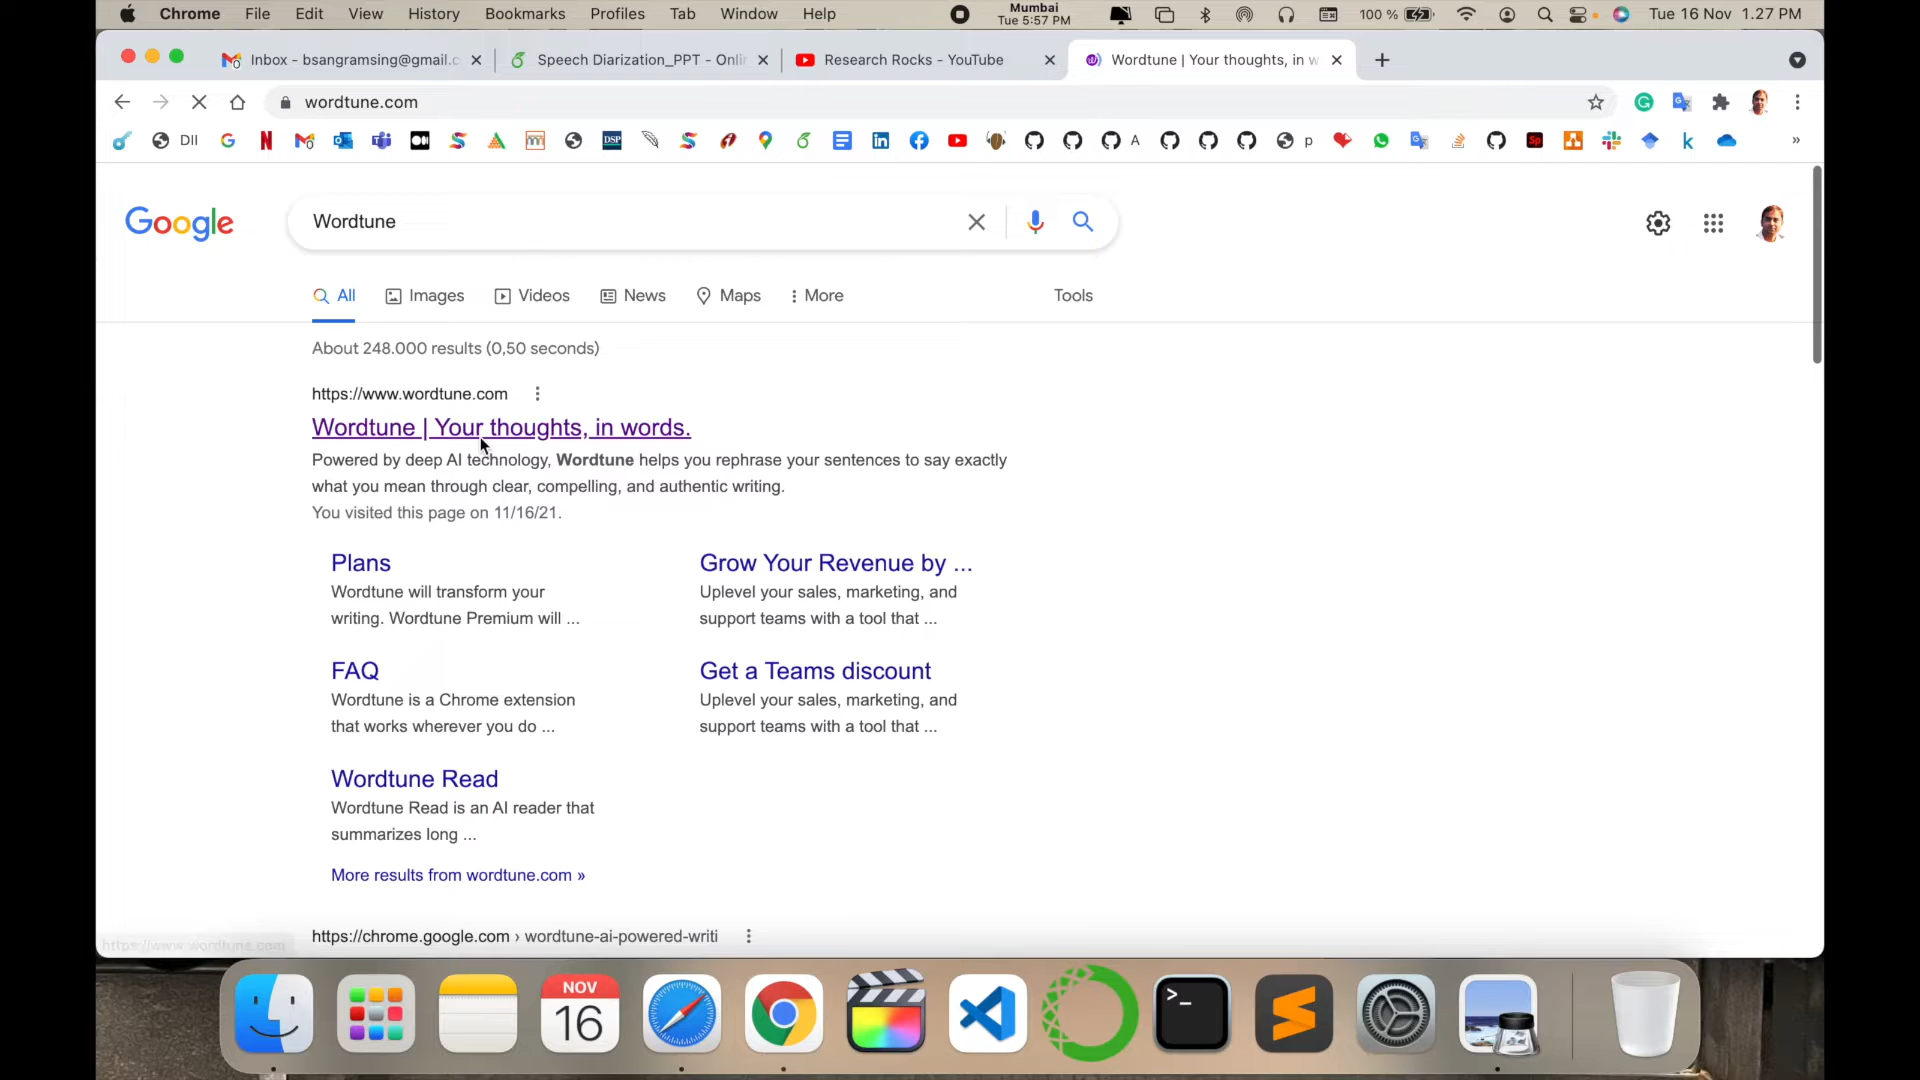 Chrome File Edit View History Bookmarks Profiles Tab Window Help Mumbai 100 % Tue 16 Nov 1.27 PM
Tue 5:57 PM
Inbox - bsangramsing@gmail.c Speech Diarization_PPT - Onli Research Rocks - YouTube Wordtune | Your thoughts, in w
wordtune.com
DII DSP A p Sp k »
Google Wordtune
All Images Videos News Maps More Tools
About 248.000 results (0,50 seconds)
https://www.wordtune.com
Wordtune | Your thoughts, in words.
Powered by deep AI technology, Wordtune helps you rephrase your sentences to say exactly
what you mean through clear, compelling, and authentic writing.
You visited this page on 11/16/21.
Plans
Wordtune will transform your
writing. Wordtune Premium will ...
Grow Your Revenue by ...
Uplevel your sales, marketing, and
support teams with a tool that ...
FAQ
Wordtune is a Chrome extension
that works wherever you do ...
Get a Teams discount
Uplevel your sales, marketing, and
support teams with a tool that ...
Wordtune Read
Wordtune Read is an AI reader that
summarizes long ...
More results from wordtune.com »
https://chrome.google.com › wordtune-ai-powered-writi
https://www.wordtune.com
NOV
16